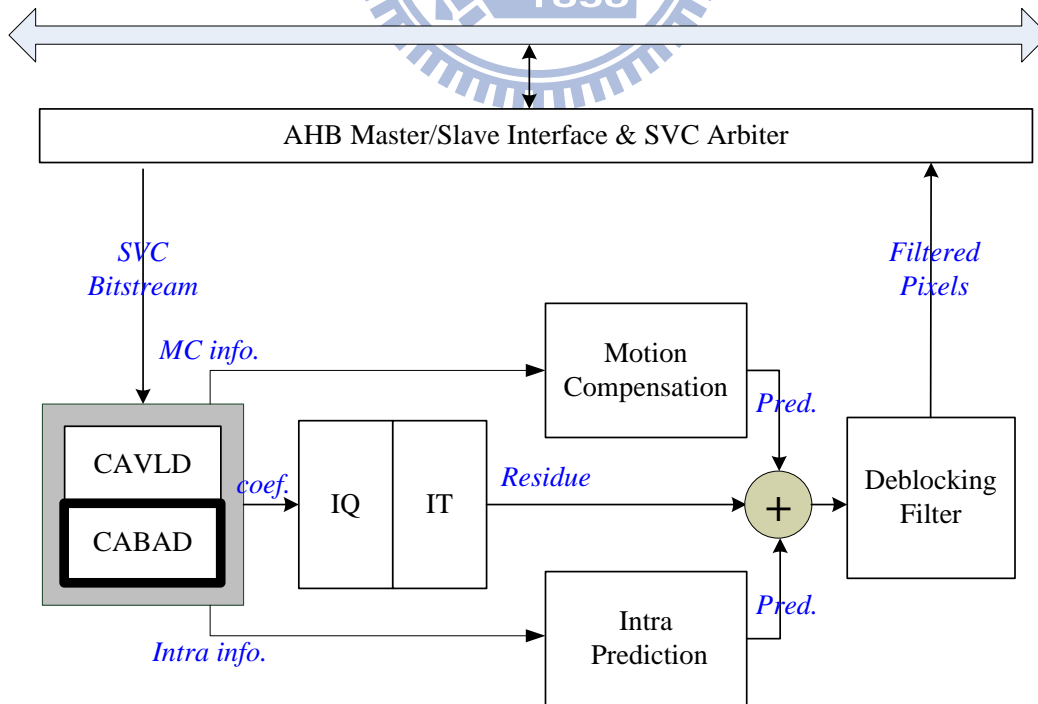 1896
AHB Master/Slave Interface & SVC Arbiter
SVC
Bitstream
Filtered
Pixels
MC info.
Motion
Compensation
Pred.
CAVLD
CABAD
coef.
IQ
IT
Residue
+
Deblocking
Filter
Intra info.
Intra
Prediction
Pred.